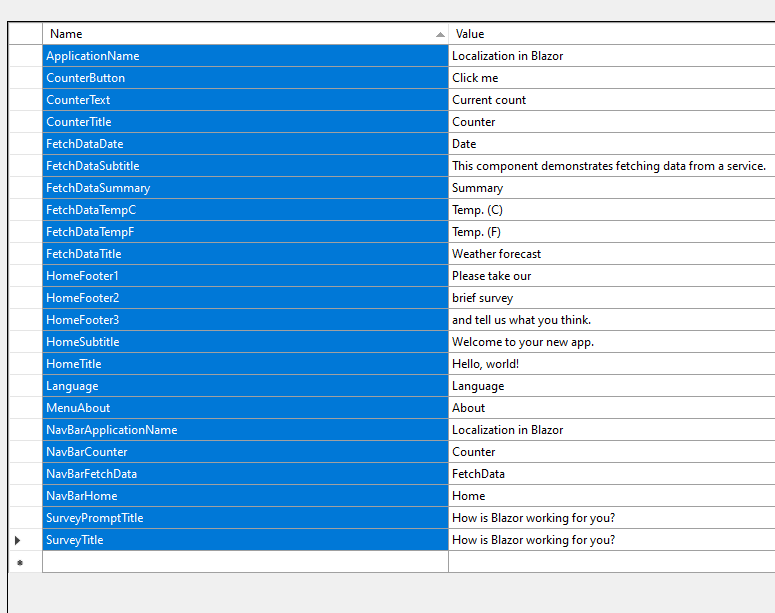 Name Value
ApplicationName Localization in Blazor
CounterButton Click me
CounterText Current count
CounterTitle Counter
FetchDataDate Date
FetchDataSubtitle This component demonstrates fetching data from a service.
FetchDataSummary Summary
FetchDataTempC Temp. (C)
FetchDataTempF Temp. (F)
FetchDataTitle Weather forecast
HomeFooter1 Please take our
HomeFooter2 brief survey
HomeFooter3 and tell us what you think.
HomeSubtitle Welcome to your new app.
HomeTitle Hello, world!
Language Language
MenuAbout About
NavBarApplicationName Localization in Blazor
NavBarCounter Counter
NavBarFetchData FetchData
NavBarHome Home
SurveyPromptTitle How is Blazor working for you?
SurveyTitle How is Blazor working for you?